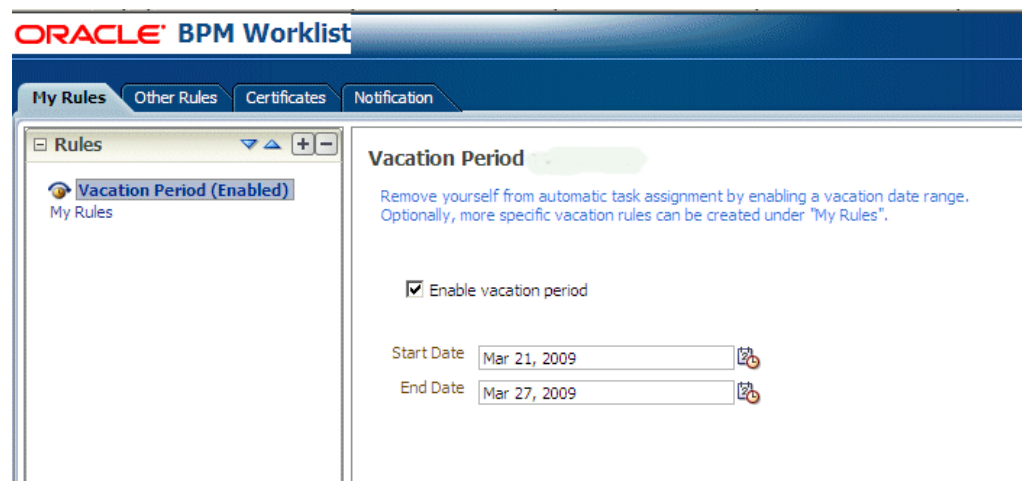 ORACLE BPM Worklist
My Rules Other Rules Certificates Notification
Rules
Vacation Period (Enabled)
My Rules
Vacation Period
Remove yourself from automatic task assignment by enabling a vacation date range.
Optionally, more specific vacation rules can be created under "My Rules".
Enable vacation period
Start Date Mar 21, 2009
End Date Mar 27, 2009